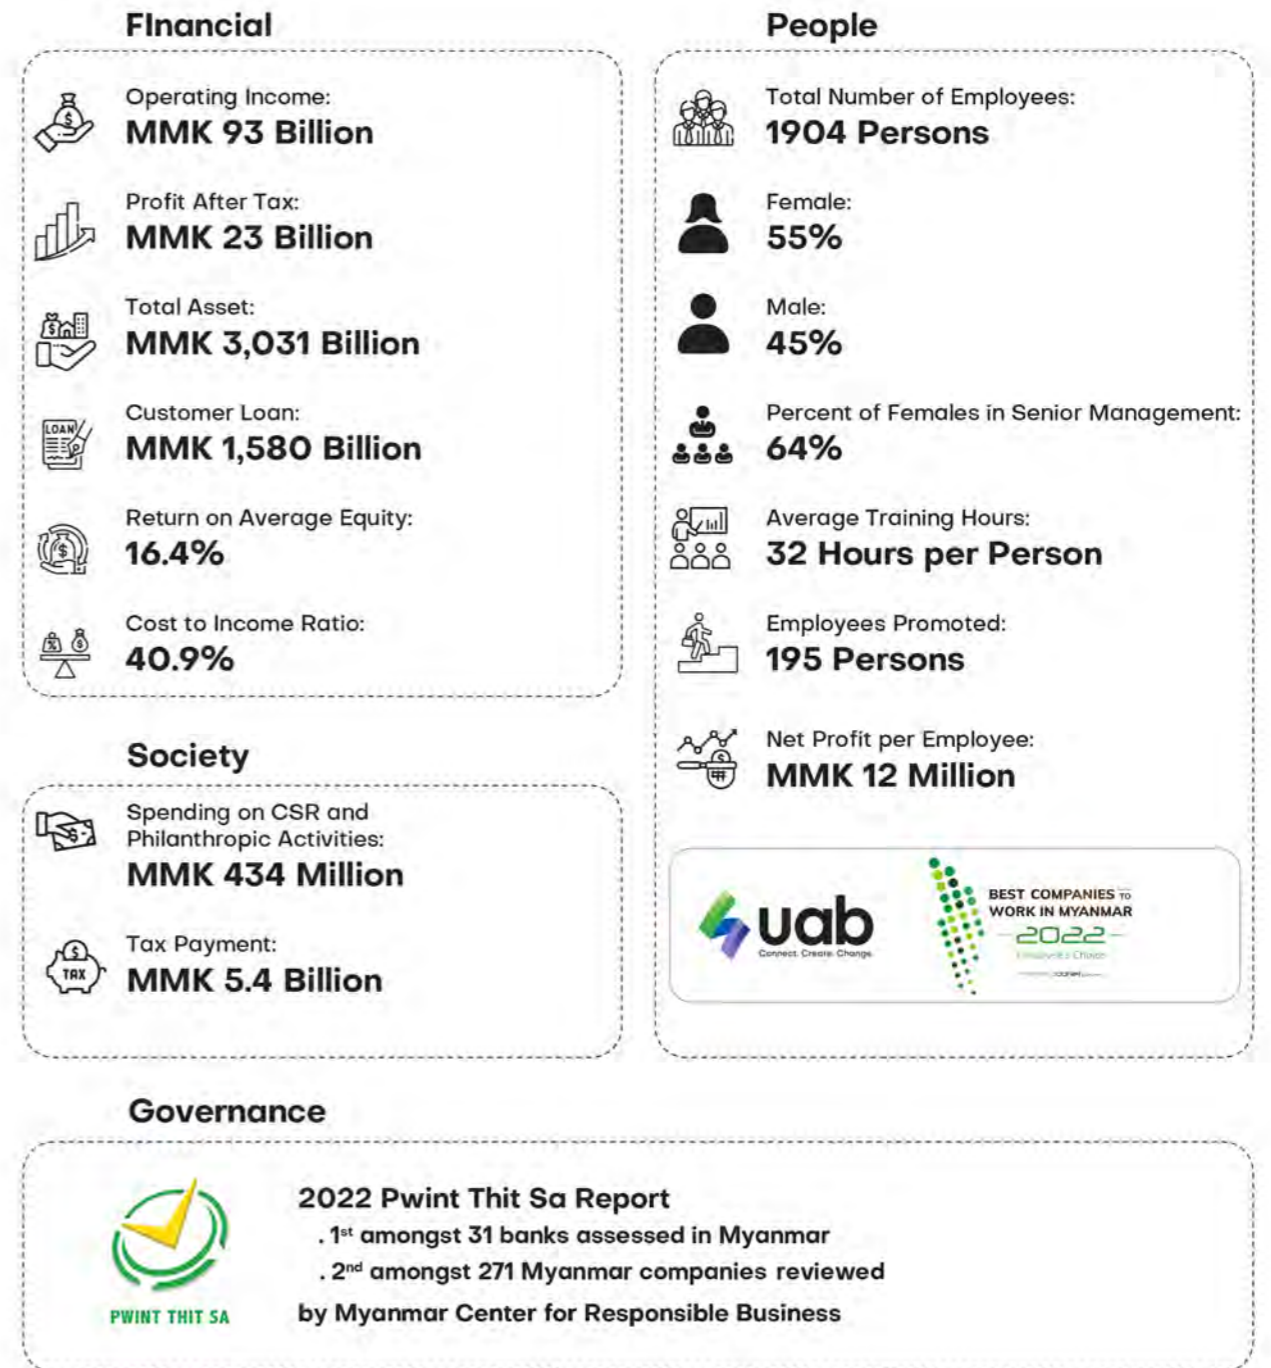 FInancial
Operating Income:
MMK 93 Billion
Profit After Tax:
MMK 23 Billion
Total Asset:
MMK 3,031 Billion
LOAN
Customer Loan:
MMK 1,580 Billion
Return on Average Equity:
16.4%
Cost to Income Ratio:
40.9%
Society
Spending on CSR and
Philanthropic Activities:
MMK 434 Million
TAX
Tax Payment:
MMK 5.4 Billion
People
Total Number of Employees:
1904 Persons
Female:
55%
Male:
45%
Percent of Females in Senior Management:
64%
Average Training Hours:
32 Hours per Person
Employees Promoted:
195 Persons
Net Profit per Employee:
MMK 12 Million
uab
Connect. Create. Change.
BEST COMPANIES TO
WORK IN MYANMAR
2022
Employee's Choice
Governance
PWINT THIT SA
2022 Pwint Thit Sa Report
. 1st amongst 31 banks assessed in Myanmar
. 2nd amongst 271 Myanmar companies reviewed
by Myanmar Center for Responsible Business